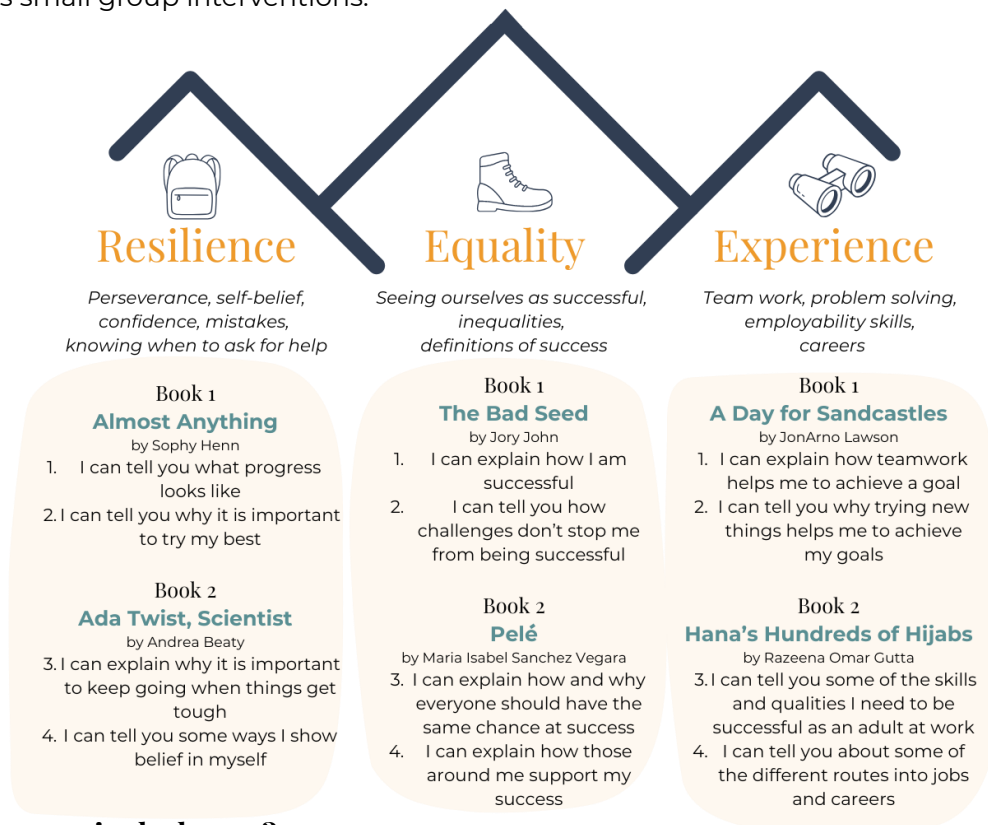 s small group interventions.
Resilience
Perseverance, self-belief,
confidence, mistakes,
knowing when to ask for help
Book 1
Almost Anything
by Sophy Henn
1. I can tell you what progress
looks like
2. I can tell you why it is important
to try my best
Book 2
Ada Twist, Scientist
by Andrea Beaty
3. I can explain why it is important
to keep going when things get
tough
4. I can tell you some ways I show
belief in myself
Equality
Seeing ourselves as successful,
inequalities,
definitions of success
Book 1
The Bad Seed
by Jory John
1. I can explain how I am
successful
2. I can tell you how
challenges don’t stop me
from being successful
Book 2
Pelé
by Maria Isabel Sanchez Vegara
3. I can explain how and why
everyone should have the
same chance at success
4. I can explain how those
around me support my
success
Experience
Team work, problem solving,
employability skills,
careers
Book 1
A Day for Sandcastles
by JonArno Lawson
1. I can explain how teamwork
helps me to achieve a goal
2. I can tell you why trying new
things helps me to achieve
my goals
Book 2
Hana’s Hundreds of Hijabs
by Razeena Omar Gutta
3. I can tell you some of the skills
and qualities I need to be
successful as an adult at work
4. I can tell you about some of
the different routes into jobs
and careers